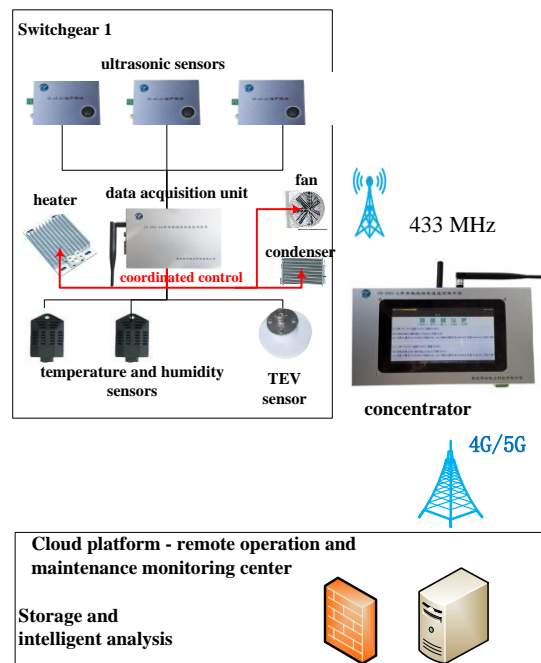 Switchgear 1
ultrasonic sensors
heater
data acquisition unit
fan
433 MHz
condenser
coordinated control
temperature and humidity
sensors
TEV
sensor
concentrator
4G/5G
Cloud platform - remote operation and
maintenance monitoring center
Storage and
intelligent analysis